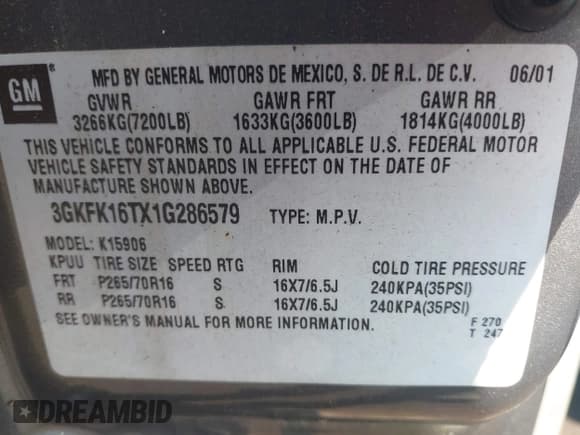 GM
®
MFD BY GENERAL MOTORS DE MEXICO, S. DE R.L. DE C.V. 06/01
GVWR GAWR FRT GAWR RR
3266KG(7200LB) 1633KG(3600LB) 1814KG(4000LB)
THIS VEHICLE CONFORMS TO ALL APPLICABLE U.S. FEDERAL MOTOR
VEHICLE SAFETY STANDARDS IN EFFECT ON THE DATE OF
MANUFACTURE SHOWN ABOVE.
3GKFK16TX1G286579 TYPE: M.P.V.
MODEL: K15906
KPUU TIRE SIZE SPEED RTG RIM COLD TIRE PRESSURE
FRT P265/70R16 S 16X7/6.5J 240KPA(35PSI)
RR P265/70R16 S 16X7/6.5J 240KPA(35PSI)
SEE OWNER'S MANUAL FOR MORE INFORMATION.
F 270
T 247
DREAMBID